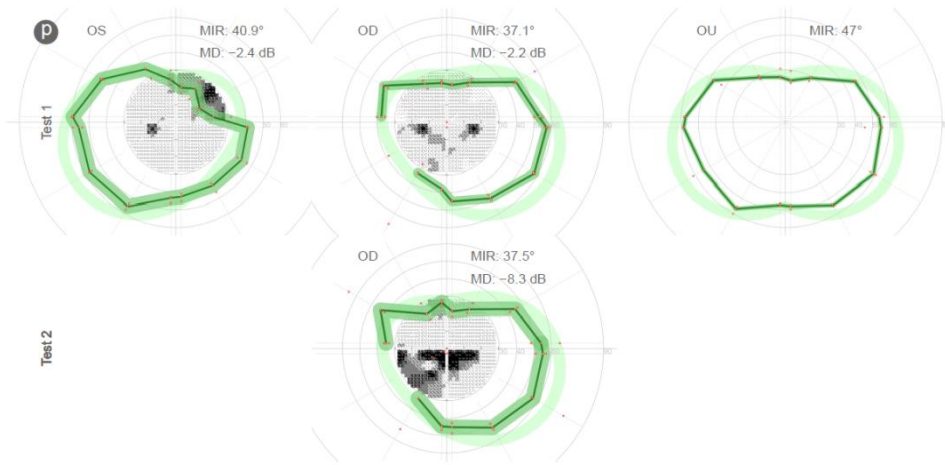 p
OS
MIR: 40.9°
MD: −2.4 dB
OD
MIR: 37.1°
MD: −2.2 dB
OU
MIR: 47°
Test 1
OD
MIR: 37.5°
MD: −8.3 dB
Test 2